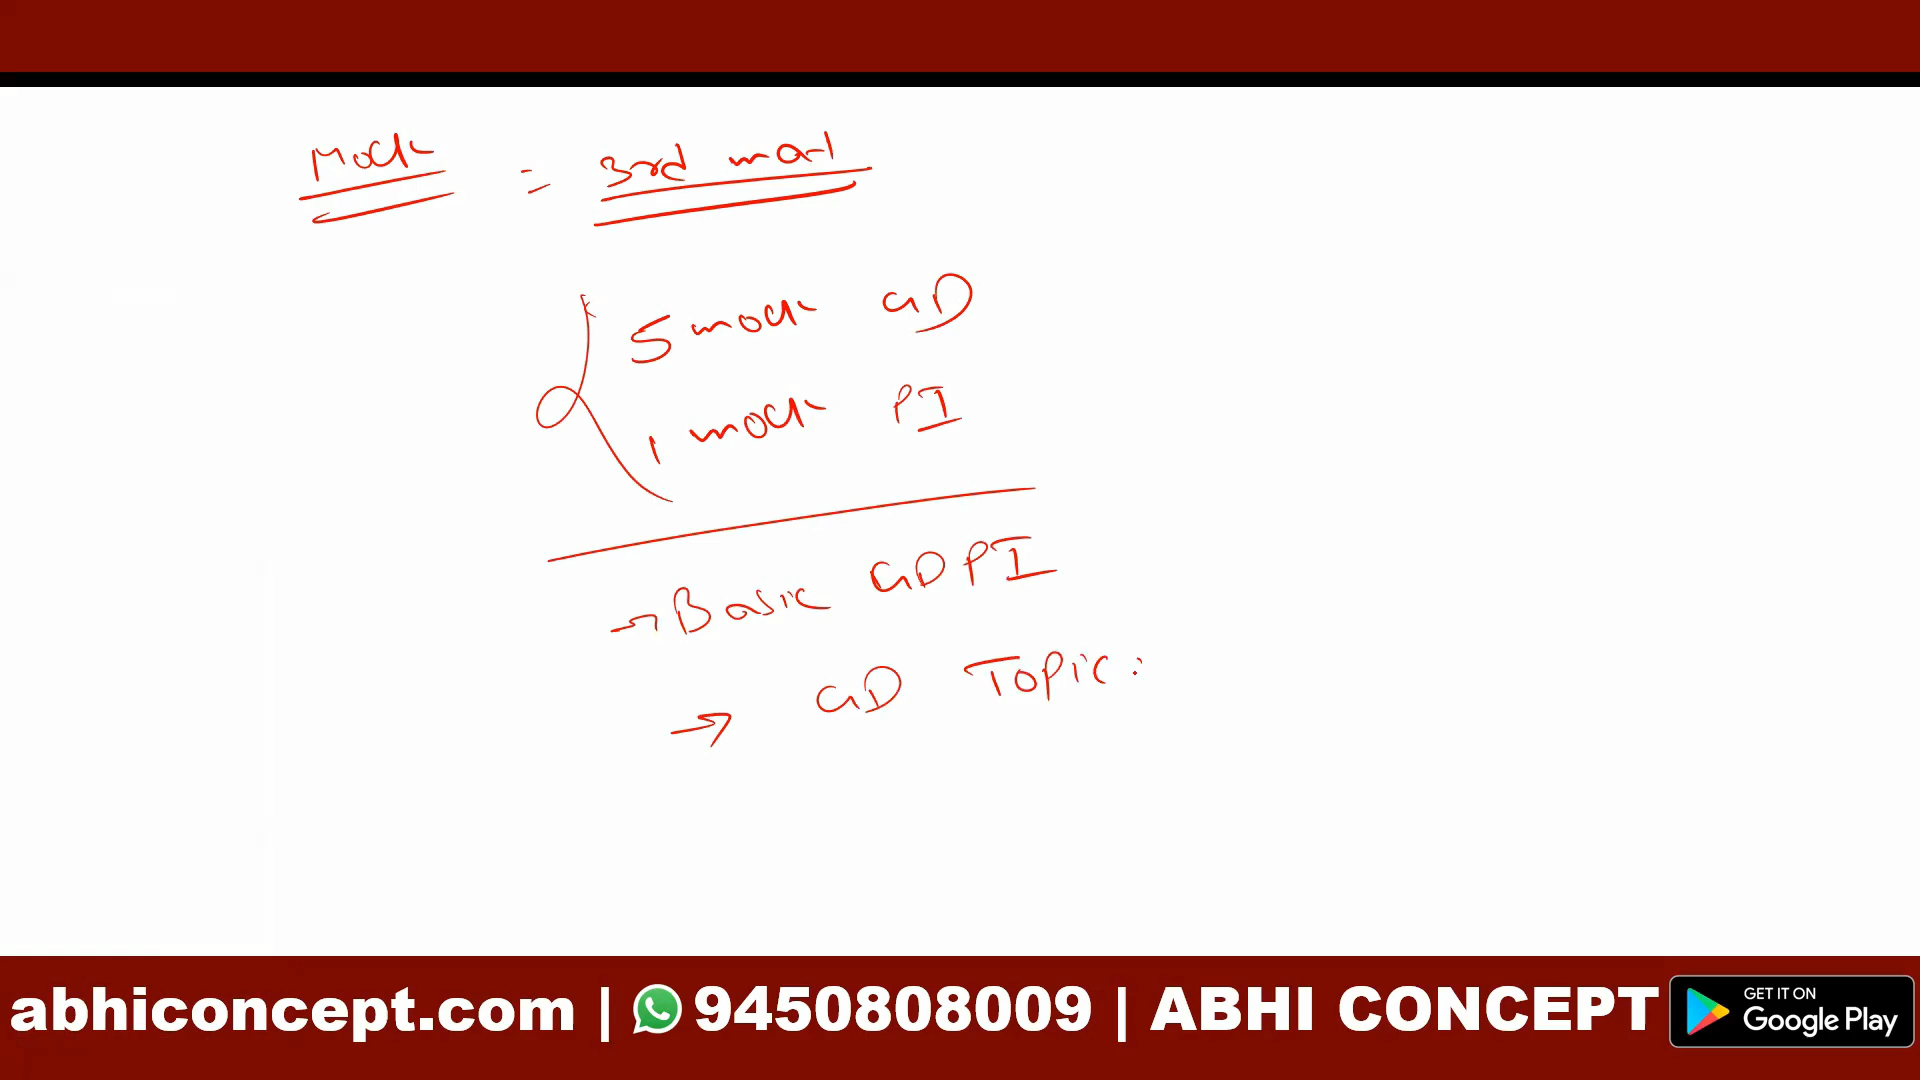 Mock = 3rd mar
5 mock GD
1 mock PI
→ Basic GDPI
→ GD Topic:
abhiconcept.com | 9450808009 | ABHI CONCEPT
GET IT ON
Google Play